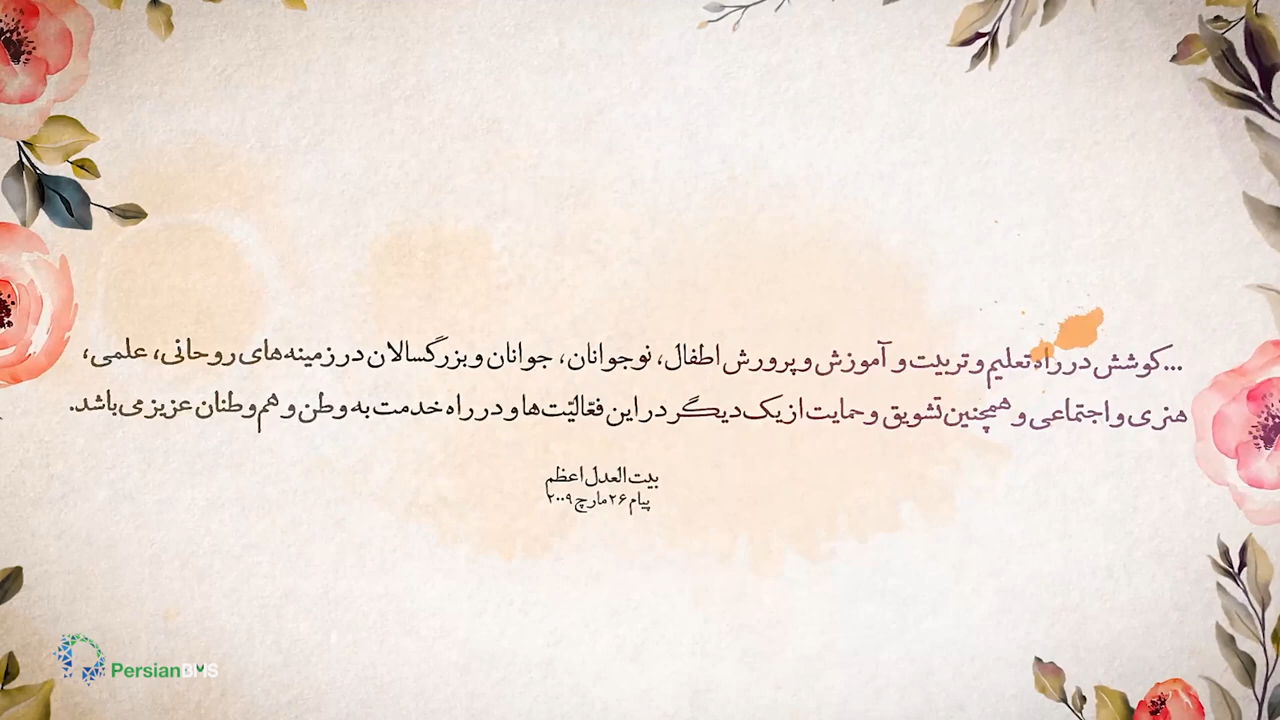 ...کوشش در راه تعلیم و تربیت و آموزش و پرورش اطفال، نوجوانان، جوانان و بزرگسالان در زمینه‌های روحانی، علمی،
هنری و اجتماعی و همچنین تشویق و حمایت از یک دیگر در این فعّالیّت‌ها و در راه خدمت به وطن و هم‌وطنان عزیز می‌باشد.
بیت العدل اعظم
پیام ۲۶ مارچ ۲۰۰۹
PersianBMS